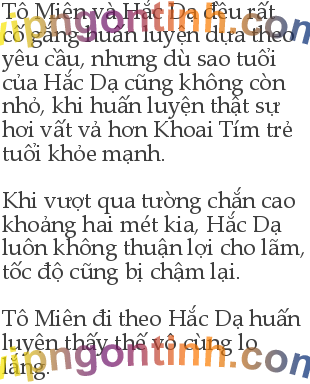 Tô Miên và Hắc Dạ đều rất
cố gắng huấn luyện dựa theo
yêu cầu, nhưng dù sao tuổi
của Hắc Dạ cũng không còn
nhỏ, khi huấn luyện thật sự
hơi vất vả hơn Khoai Tím trẻ
tuổi khỏe mạnh.
Khi vượt qua tường chắn cao
khoảng hai mét kia, Hắc Dạ
luôn không thuận lợi cho lắm,
tốc độ cũng bị chậm lại.
Tô Miên đi theo Hắc Dạ huấn
luyện thấy thế vô cùng lo
lắng.
vipngontinh.com
vipngontinh.com